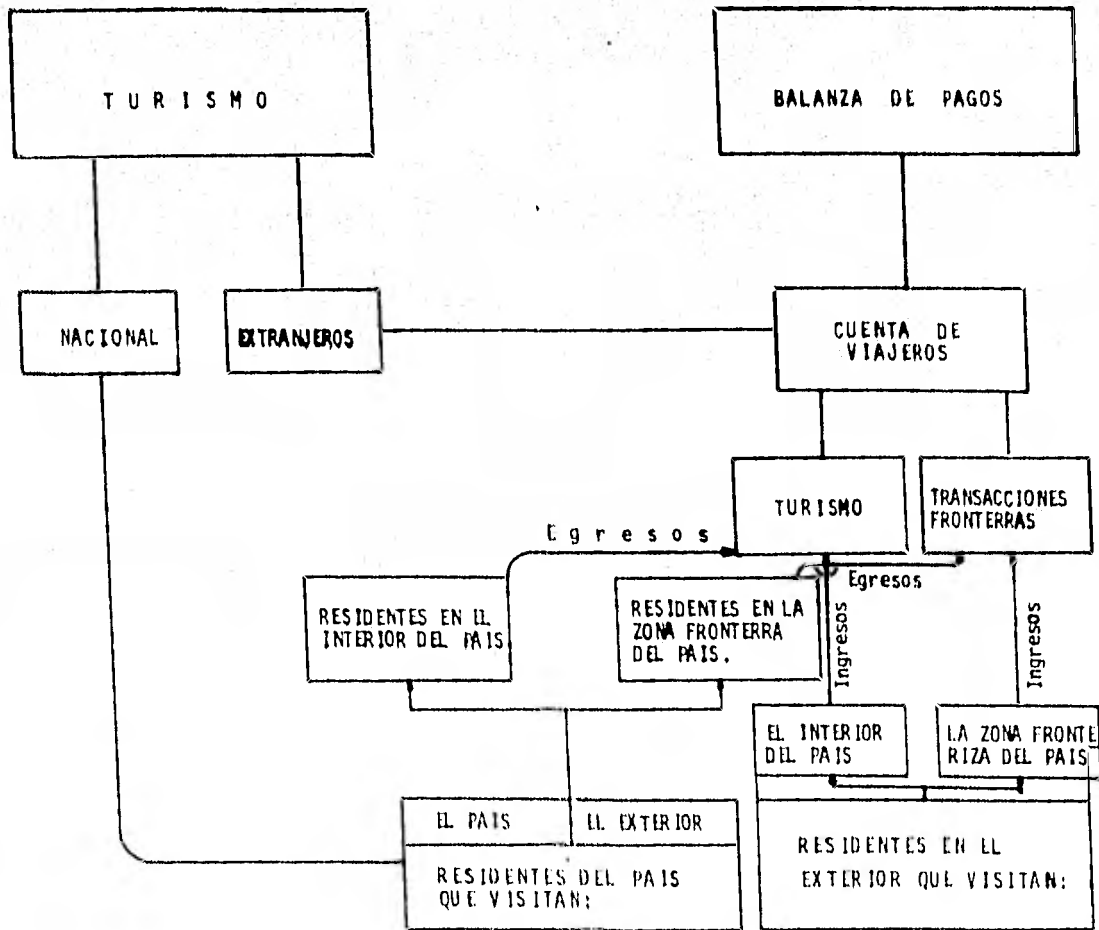 TURISMO
BALANZA DE PAGOS
NACIONAL
EXTRANJEROS
CUENTA DE
VIAJEROS
TURISMO
TRANSACCIONES
FRONTERRAS
Egresos
Egresos
RESIDENTES EN EL
INTERIOR DEL PAIS
RESIDENTES EN LA
ZONA FRONTERRA
DEL PAIS.
Ingresos
Ingresos
EL INTERIOR
DEL PAIS
LA ZONA FRONTE
RIZA DEL PAIS
EL PAIS
EL EXTERIOR
RESIDENTES DEL PAIS
QUE VISITAN:
RESIDENTES EN EL
EXTERIOR QUE VISITAN: